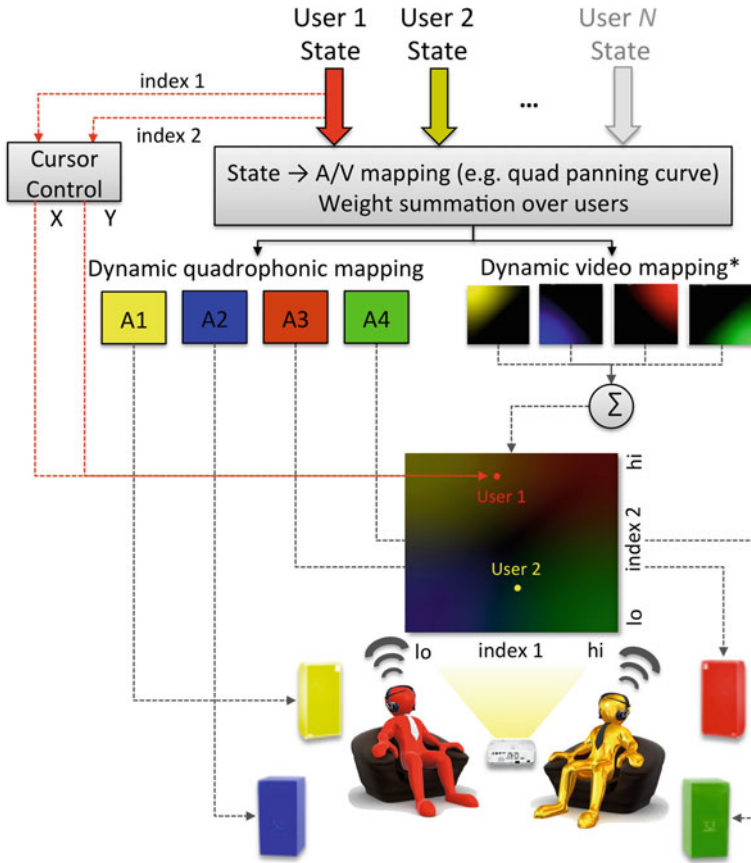 User 1
State
User 2
State
User N
State
...
index 1
index 2
Cursor
Control
X Y
State → A/V mapping (e.g. quad panning curve)
Weight summation over users
Dynamic quadrophonic mapping
Dynamic video mapping*
A1
A2
A3
A4
Σ
User 1
User 2
hi
index 2
lo
lo
index 1
hi